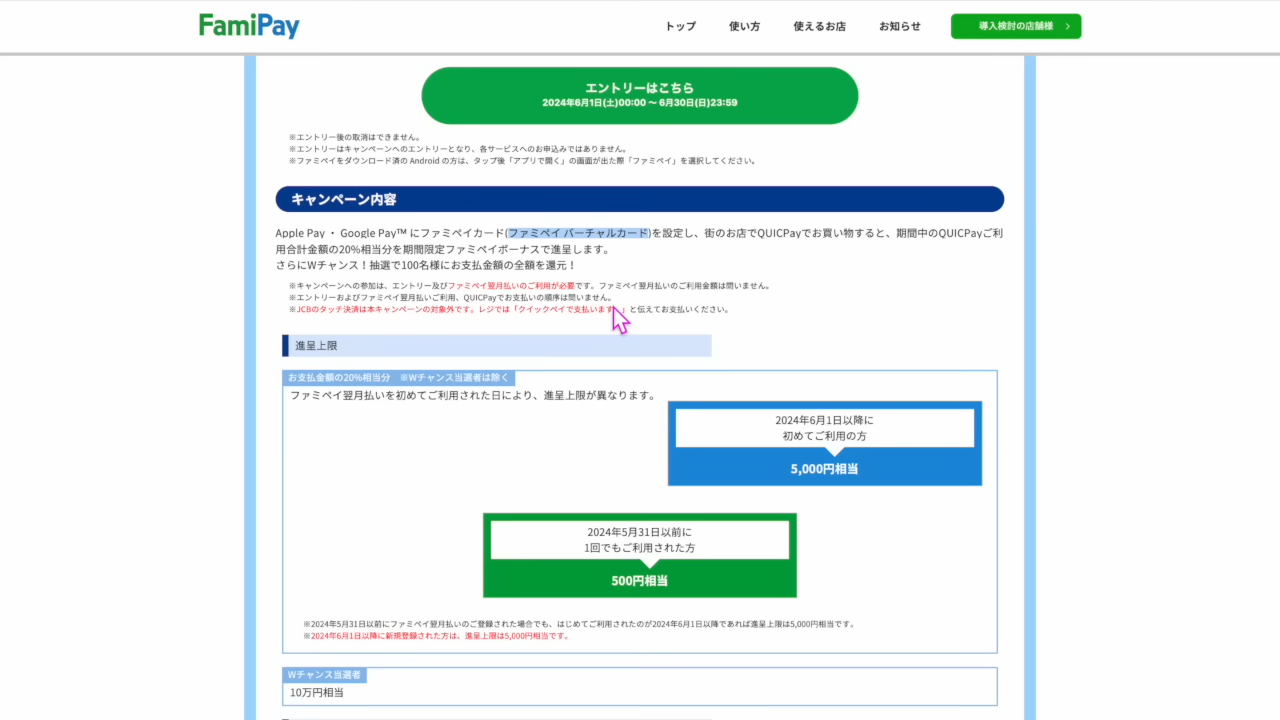 FamiPay
トップ 使い方 使えるお店 お知らせ 導入検討の店舗様
エントリーはこちら
2024年6月1日(土)00:00 〜 6月30日(日)23:59
※エントリー後の取消はできません。
※エントリーはキャンペーンへのエントリーとなり、各サービスへのお申込みではありません。
※ファミペイをダウンロード済の Android の方は、タップ後「アプリで開く」の画面が出た際「ファミペイ」を選択してください。
キャンペーン内容
Apple Pay ・ Google Pay™ にファミペイカード(ファミペイ バーチャルカード)を設定し、街のお店でQUICPayでお買い物すると、期間中のQUICPayご利
用合計金額の20%相当分を期間限定ファミペイボーナスで進呈します。
さらにWチャンス！抽選で100名様にお支払金額の全額を還元！
※キャンペーンへの参加は、エントリー及びファミペイ翌月払いのご利用が必要です。ファミペイ翌月払いのご利用金額は問いません。
※エントリーおよびファミペイ翌月払いご利用、QUICPayでお支払いの順序は問いません。
※JCBのタッチ決済は本キャンペーンの対象外です。レジでは「クイックペイで支払います」と伝えてお支払いください。
進呈上限
お支払金額の20%相当分 ※Wチャンス当選者は除く
ファミペイ翌月払いを初めてご利用された日により、進呈上限が異なります。
2024年6月1日以降に
初めてご利用の方
5,000円相当
2024年5月31日以前に
1回でもご利用された方
500円相当
※2024年5月31日以前にファミペイ翌月払いのご登録された場合でも、はじめてご利用されたのが2024年6月1日以降であれば進呈上限は5,000円相当です。
※2024年6月1日以降に新規登録された方は、進呈上限は5,000円相当です。
Wチャンス当選者
10万円相当